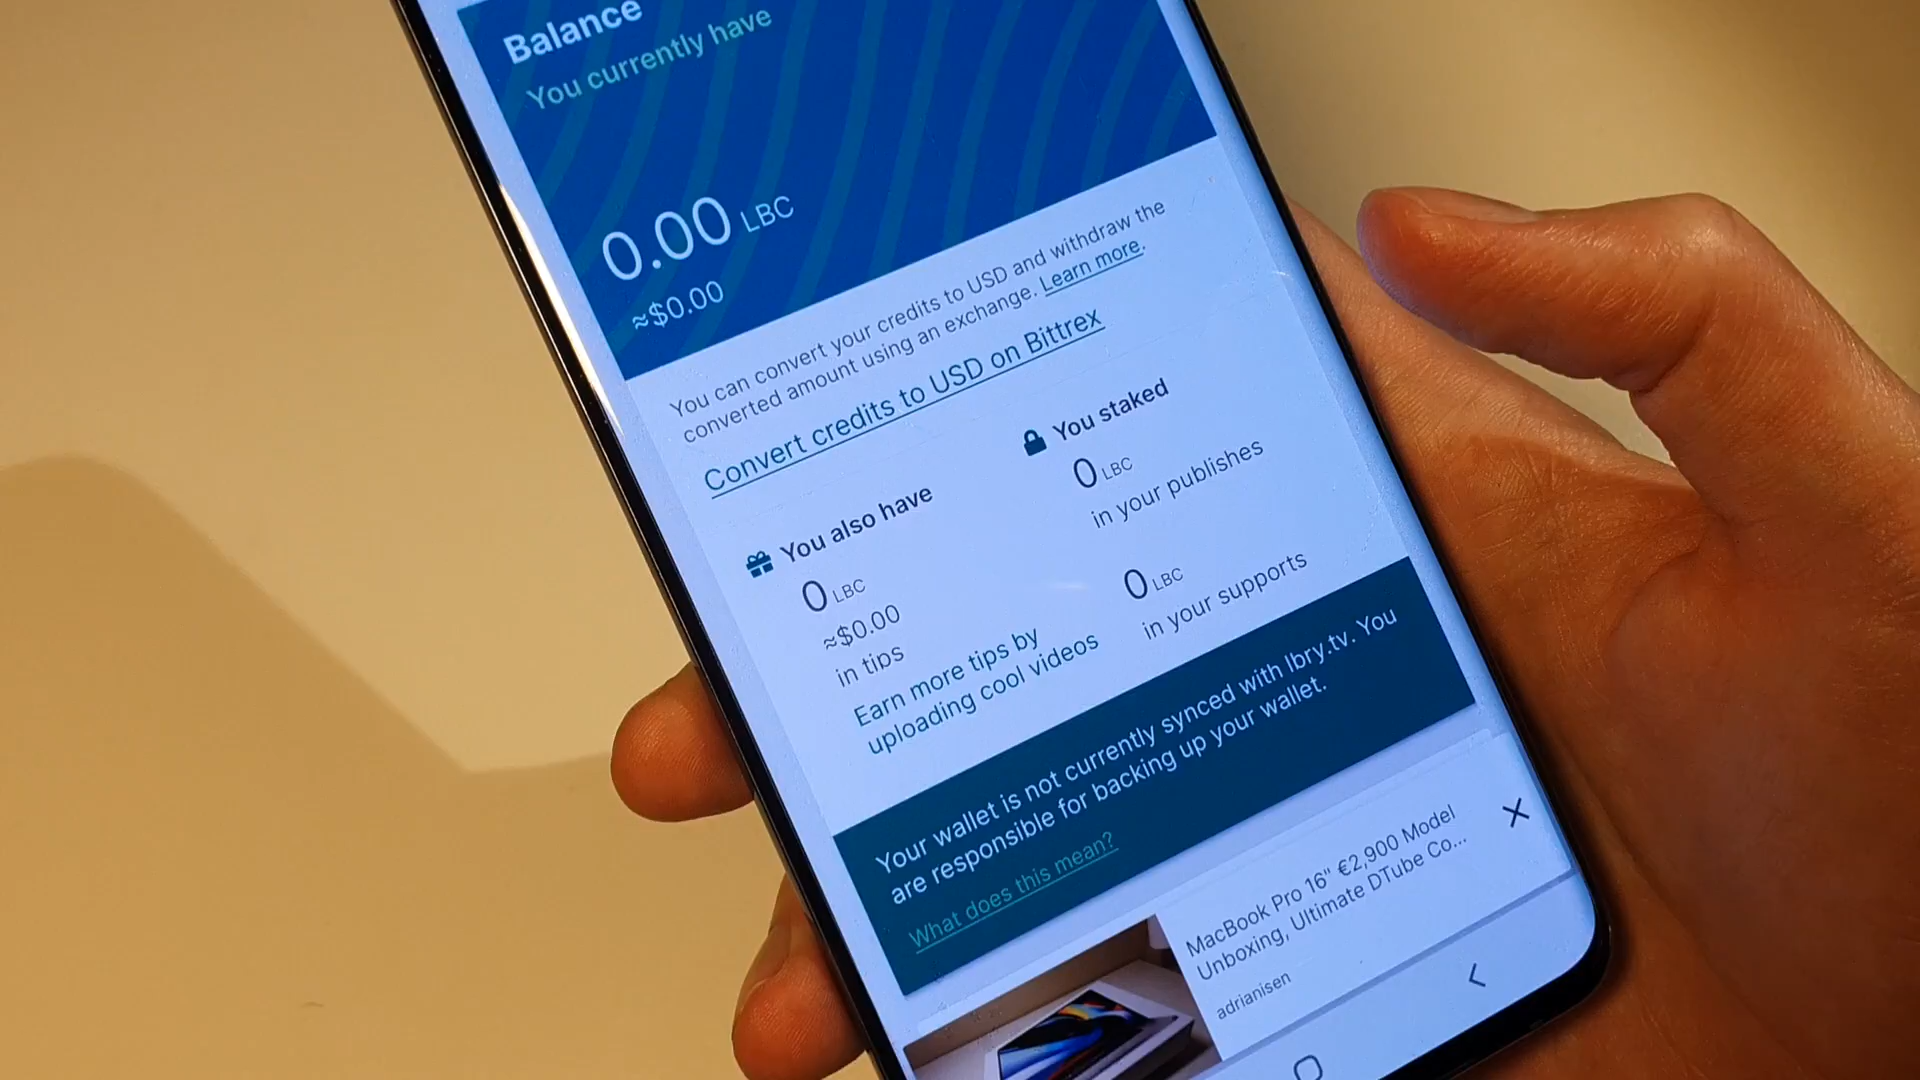 Balance
You currently have
0.00 LBC
≈$0.00
You can convert your credits to USD and withdraw the
converted amount using an exchange. Learn more.
Convert credits to USD on Bittrex
You also have
0 LBC
≈$0.00
in tips
Earn more tips by
uploading cool videos
You staked
0 LBC
in your publishes
0 LBC
in your supports
Your wallet is not currently synced with lbry.tv. You
are responsible for backing up your wallet.
What does this mean?
MacBook Pro 16" €2,900 Model
Unboxing, Ultimate DTube Co...
adrianisen